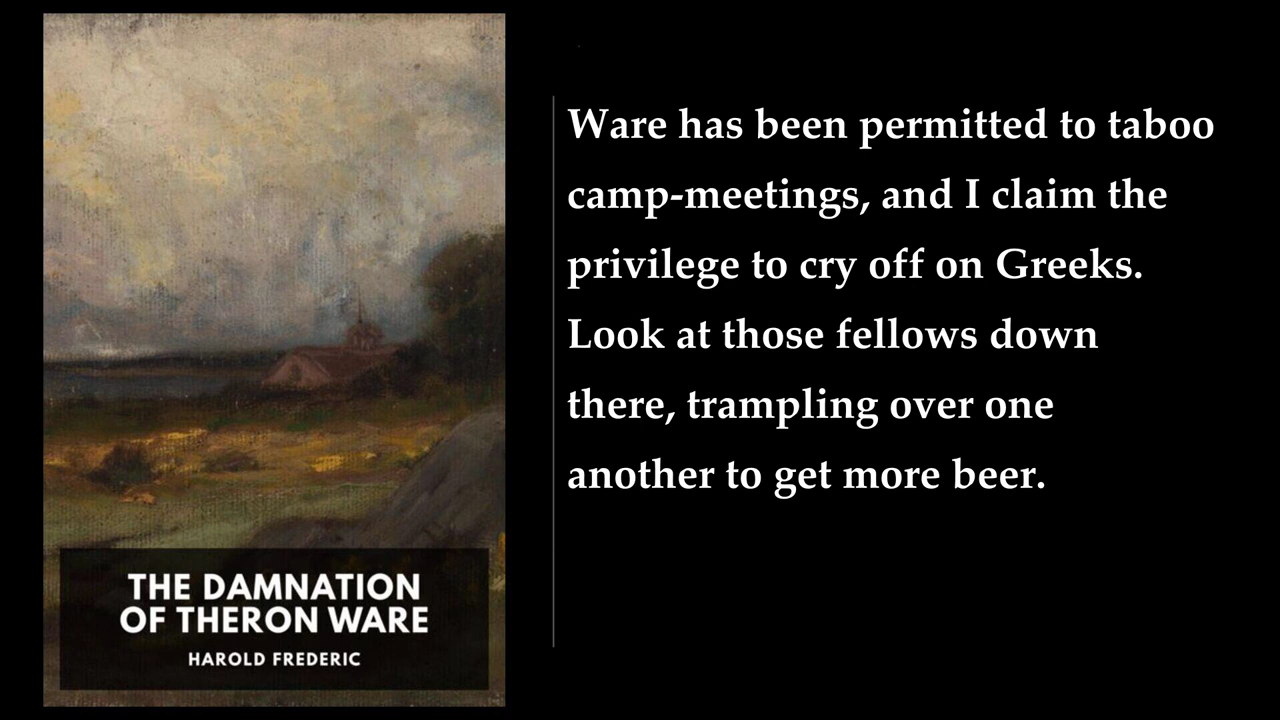 THE DAMNATION
OF THERON WARE
HAROLD FREDERIC
Ware has been permitted to taboo
camp-meetings, and I claim the
privilege to cry off on Greeks.
Look at those fellows down
there, trampling over one
another to get more beer.